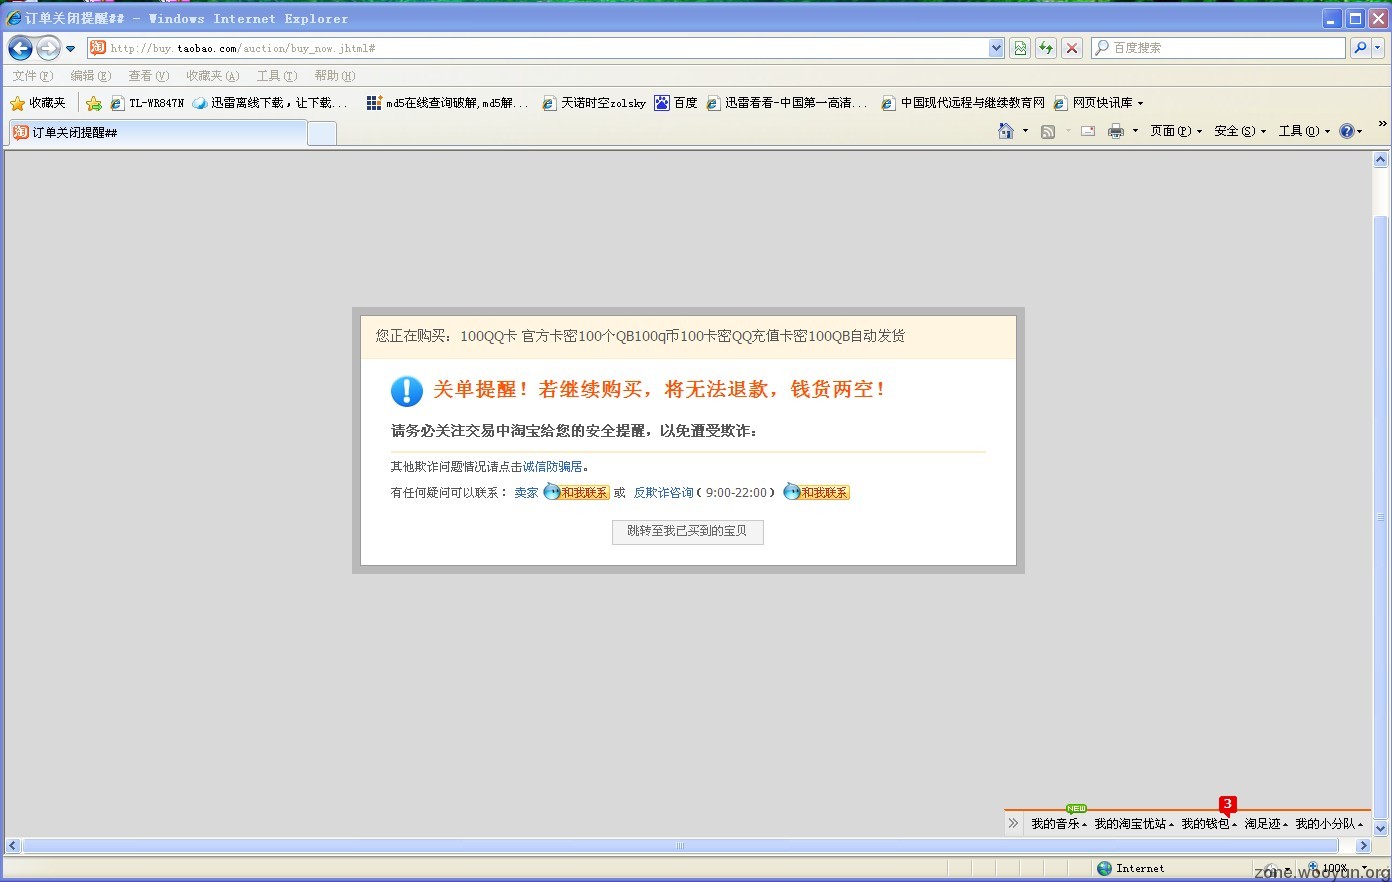 订单关闭提醒## - Windows Internet Explorer
http://buy.taobao.com/auction/buy_now.jhtml#
百度搜索
文件(F) 编辑(E) 查看(V) 收藏夹(A) 工具(T) 帮助(H)
收藏夹 TL-WR847N 迅雷离线下载，让下载... md5在线查询破解,md5解... 天诺时空zolsky 百度 迅雷看看-中国第一高清... 中国现代远程与继续教育网 网页快讯库
订单关闭提醒##
页面(P) 安全(S) 工具(O)
您正在购买：100QQ卡 官方卡密100个QB100q币100卡密QQ充值卡密100QB自动发货
关单提醒！若继续购买，将无法退款，钱货两空！
请务必关注交易中淘宝给您的安全提醒，以免遭受欺诈：
其他欺诈问题情况请点击诚信防骗居。
有任何疑问可以联系：卖家 和我联系 或 反欺诈咨询(9:00-22:00) 和我联系
跳转至我已买到的宝贝
NEW
3
我的音乐 我的淘宝优站 我的钱包 淘足迹 我的小分队
Internet
100%
zone.wooyun.org